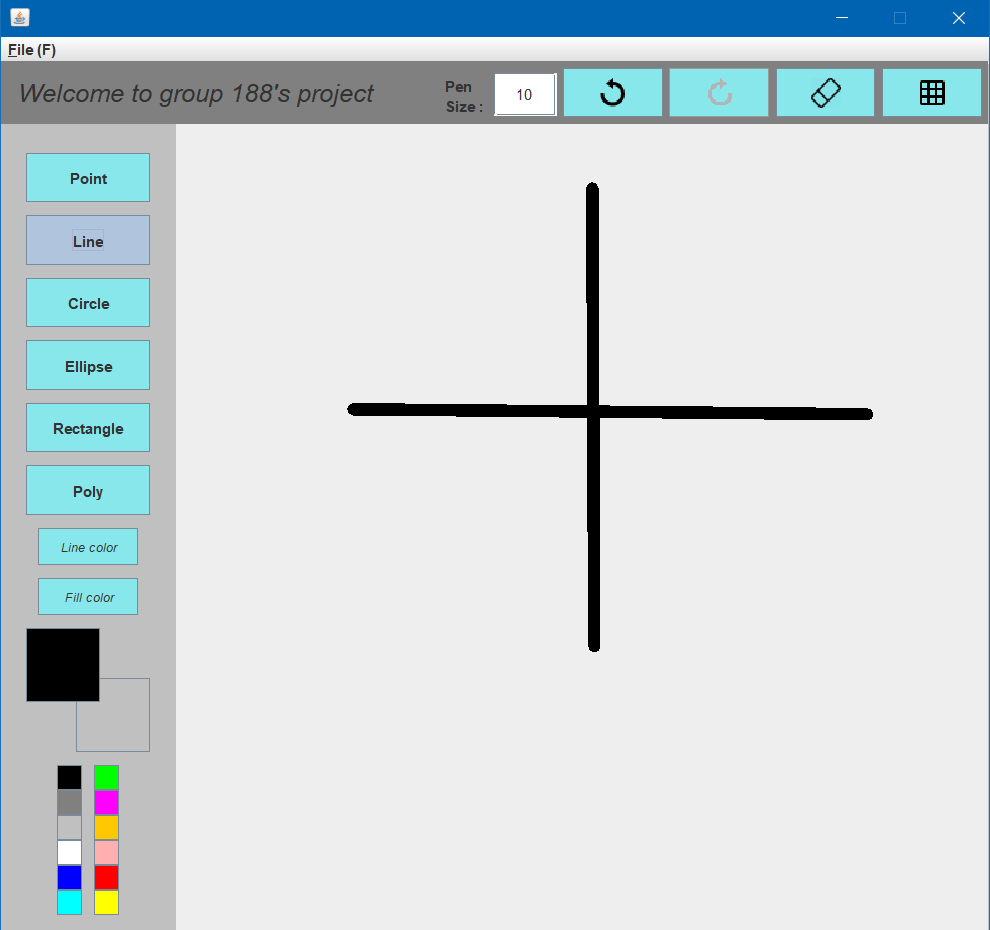 File (F)
Welcome to group 188's project
Pen
Size :
10
Point
Line
Circle
Ellipse
Rectangle
Poly
Line color
Fill color